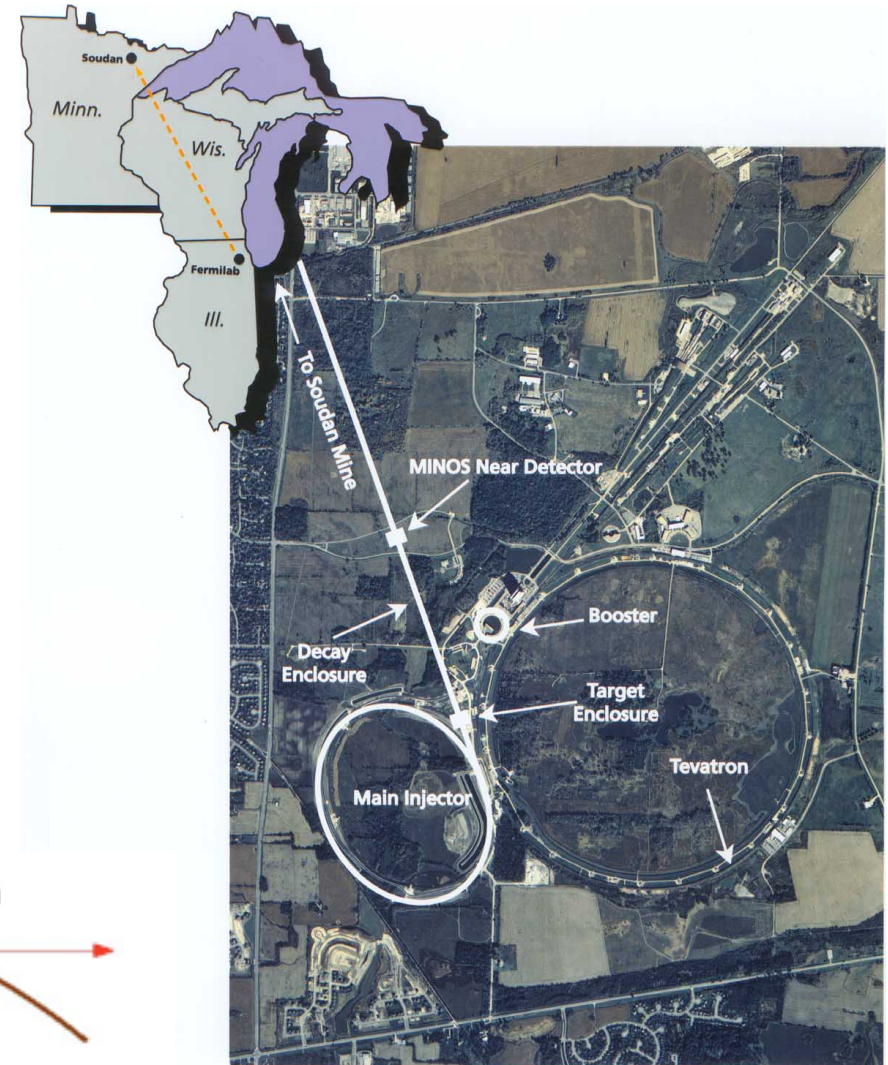 Soudan
Minn.
Wis.
Fermilab
Ill.
To Soudan Mine
MINOS Near Detector
Booster
Decay
Enclosure
Target
Enclosure
Tevatron
Main Injector